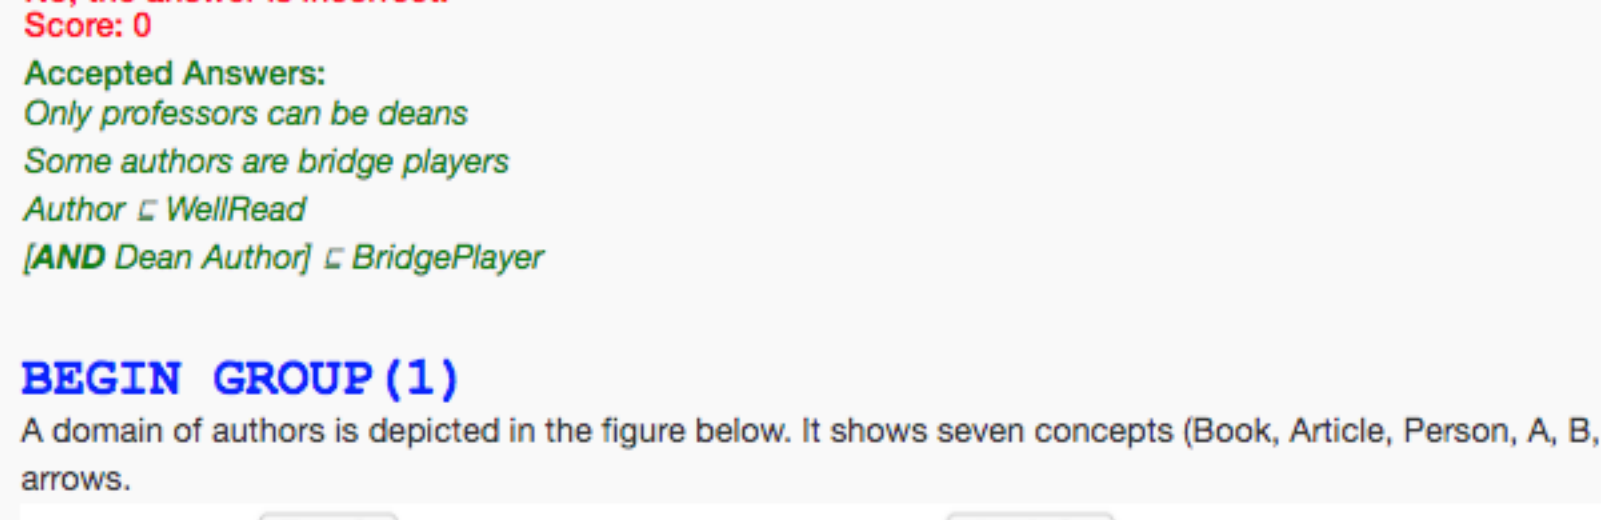 Score: 0
Accepted Answers:
Only professors can be deans
Some authors are bridge players
Author ⊏ WellRead
[AND Dean Author] ⊏ BridgePlayer
BEGIN GROUP(1)
A domain of authors is depicted in the figure below. It shows seven concepts (Book, Article, Person, A, B,
arrows.